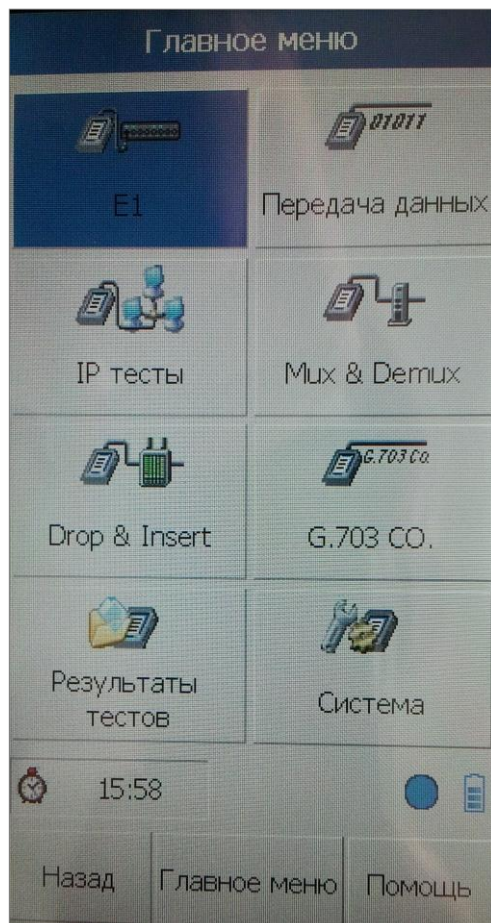 Главное меню
01011
E1
Передача данных
IP тесты
Mux & Demux
G.703 Co.
Drop & Insert
G.703 CO.
Результаты
тестов
Система
15:58
Назад
Главное меню
Помощь